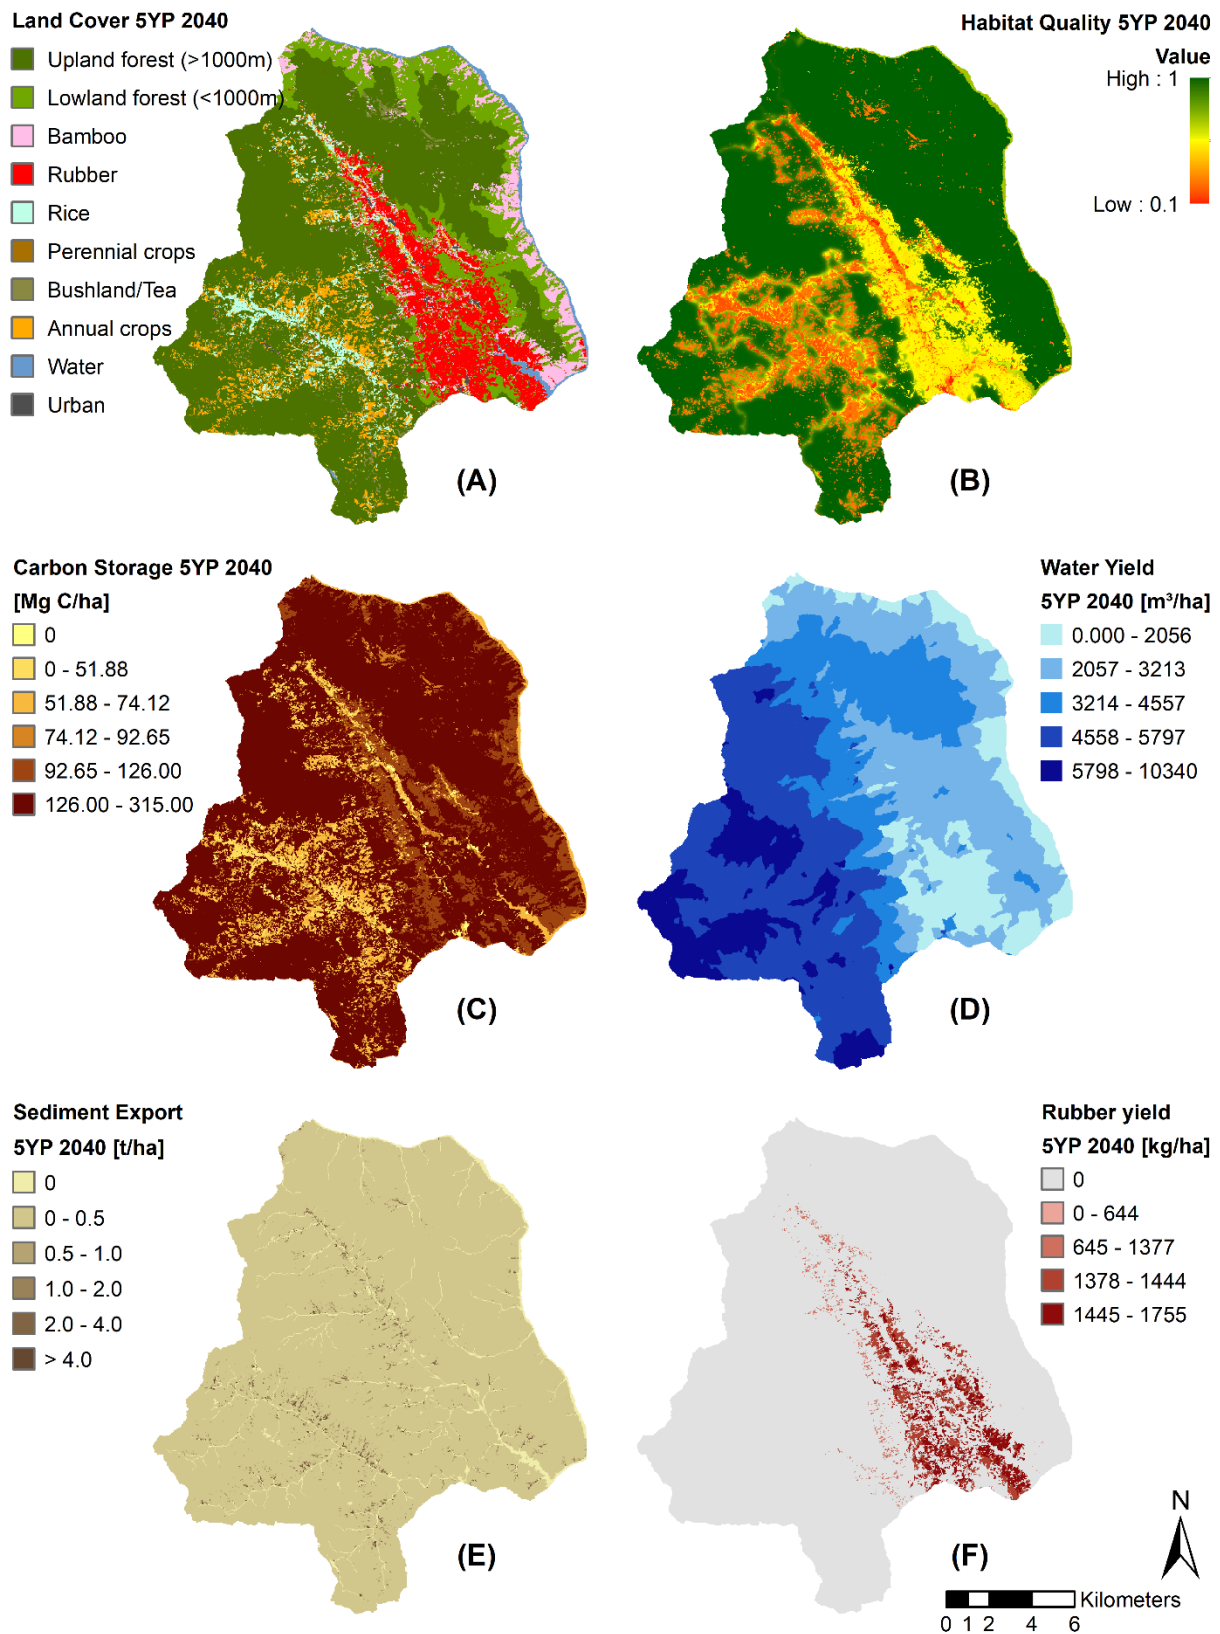 Land Cover 5YP 2040
Upland forest (>1000m)
Lowland forest (<1000m)
Bamboo
Rubber
Rice
Perennial crops
Bushland/Tea
Annual crops
Water
Urban
(A)
Habitat Quality 5YP 2040
Value
High : 1
Low : 0.1
(B)
Carbon Storage 5YP 2040
[Mg C/ha]
0
0 - 51.88
51.88 - 74.12
74.12 - 92.65
92.65 - 126.00
126.00 - 315.00
(C)
Water Yield
5YP 2040 [m³/ha]
0.000 - 2056
2057 - 3213
3214 - 4557
4558 - 5797
5798 - 10340
(D)
Sediment Export
5YP 2040 [t/ha]
0
0 - 0.5
0.5 - 1.0
1.0 - 2.0
2.0 - 4.0
> 4.0
(E)
Rubber yield
5YP 2040 [kg/ha]
0
0 - 644
645 - 1377
1378 - 1444
1445 - 1755
(F)
N
Kilometers
0 1 2 4 6